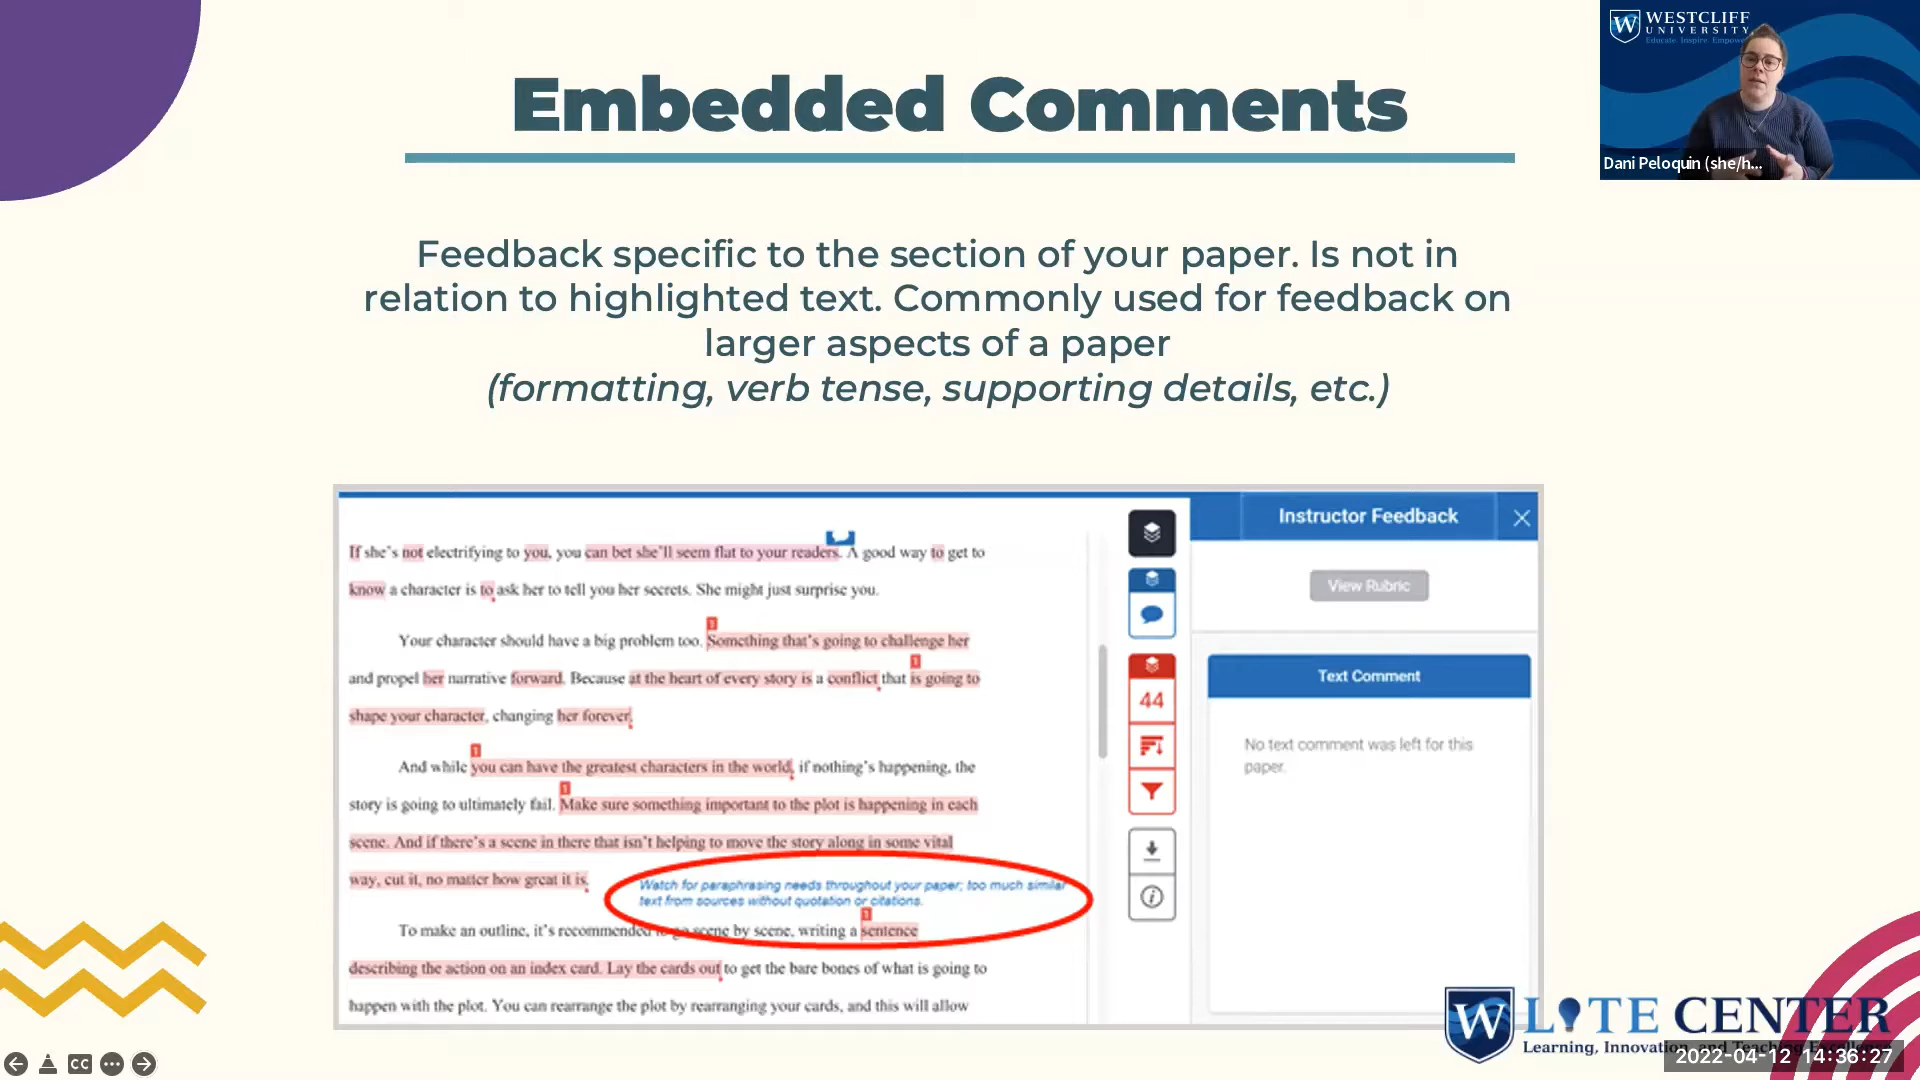 Embedded Comments
WESTCLIFF
UNIVERSITY
Educate. Inspire. Empower.
Dani Peloquin (she/h...
Feedback specific to the section of your paper. Is not in
relation to highlighted text. Commonly used for feedback on
larger aspects of a paper
(formatting, verb tense, supporting details, etc.)
If she's not electrifying to you, you can bet she'll seem flat to your readers. A good way to get to
know a character is to ask her to tell you her secrets. She might just surprise you.
Your character should have a big problem too. Something that's going to challenge her
and propel her narrative forward. Because at the heart of every story is a conflict that is going to
shape your character, changing her forever.
And while you can have the greatest characters in the world, if nothing's happening, the
story is going to ultimately fail. Make sure something important to the plot is happening in each
scene. And if there's a scene in there that isn't helping to move the story along in some vital
way, cut it, no matter how great it is.
Watch for paraphrasing needs throughout your paper; too much similar
text from sources without quotation or citations.
To make an outline, it's recommended to go scene by scene, writing a sentence
describing the action on an index card. Lay the cards out to get the bare bones of what is going to
happen with the plot. You can rearrange the plot by rearranging your cards, and this will allow
44
Instructor Feedback
View Rubric
Text Comment
No text comment was left for this
paper.
W LITE CENTER
Learning, Innovation, and Teaching Excellence
2022-04-12 14:36:27
CC